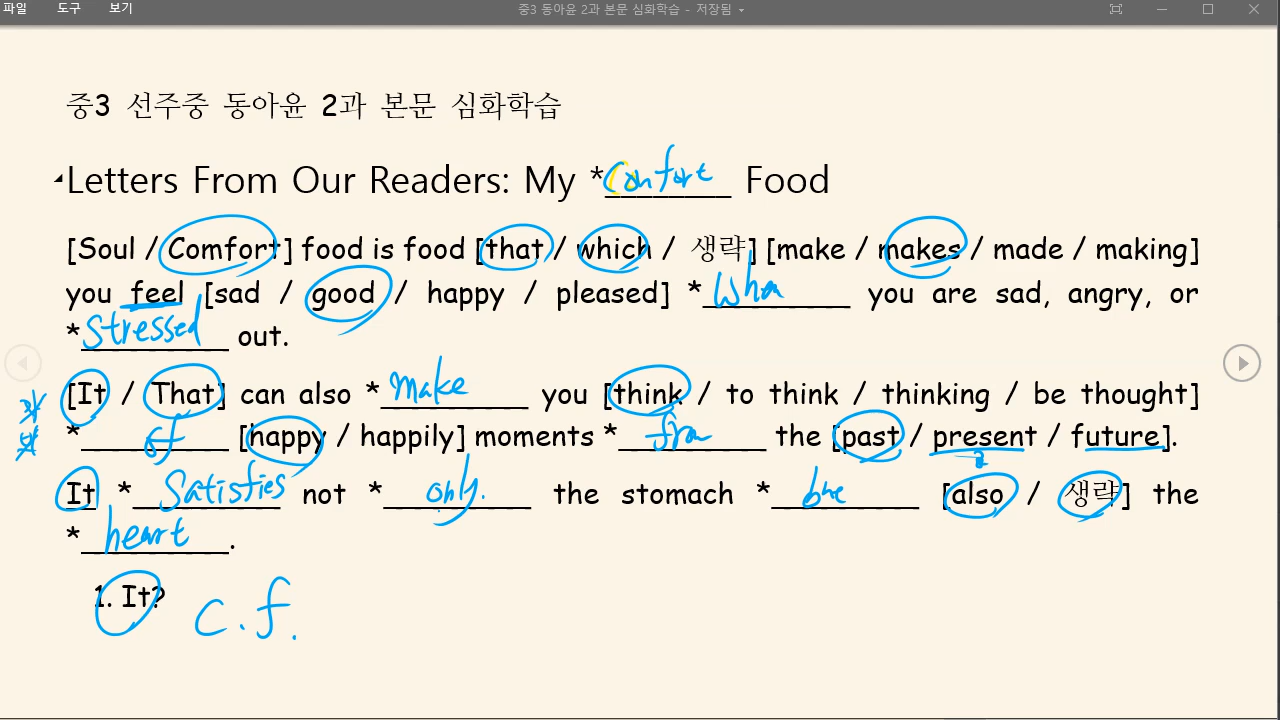 파일 도구 보기 중3 동아윤 2과 본문 심화학습 - 저장됨
중3 선주중 동아윤 2과 본문 심화학습
Letters From Our Readers: My *Comfort Food
[Soul / Comfort] food is food [that / which / 생략] [make / makes / made / making]
you feel [sad / good / happy / pleased] *when you are sad, angry, or
*Stressed out.
[It / That] can also *make you [think / to think / thinking / be thought]
*of [happy / happily] moments *from the [past / present / future].
It *Satisfies not *only the stomach *but [also / 생략] the
*heart.
1. It? C.f.